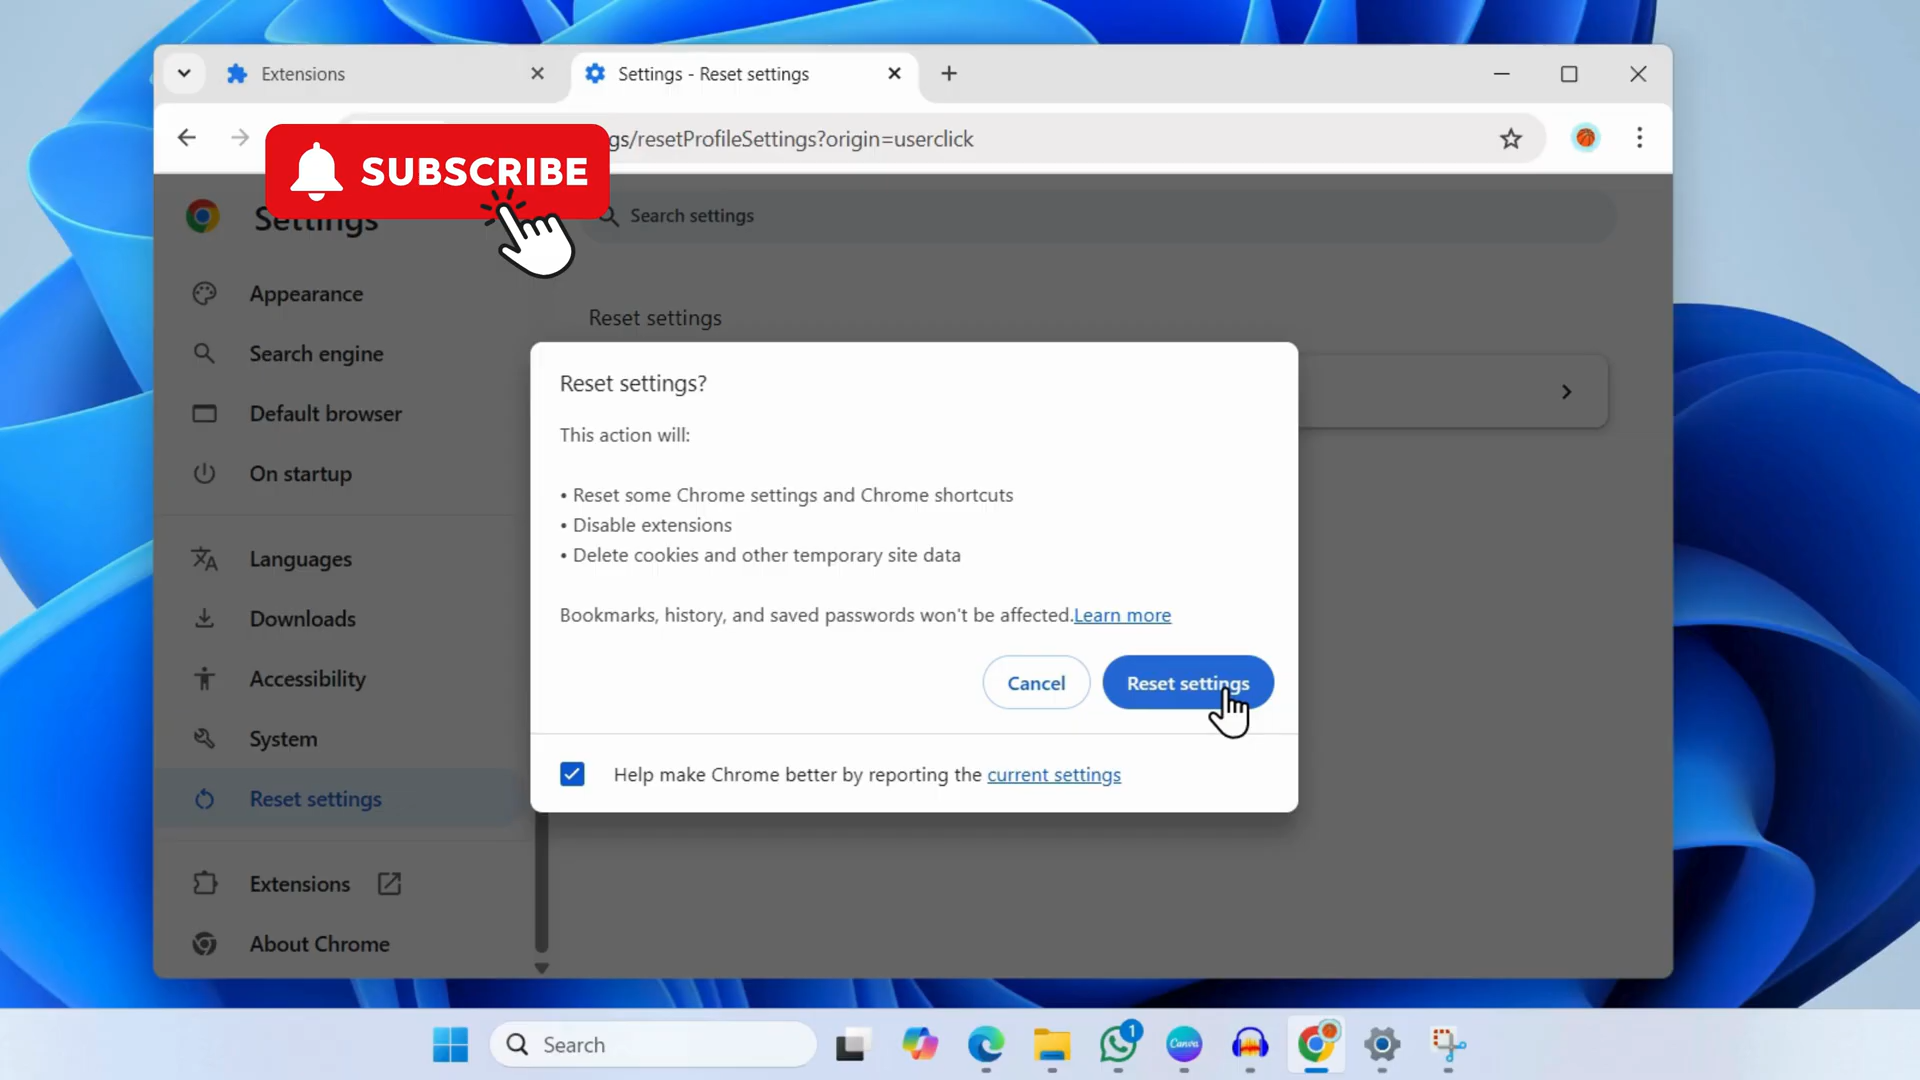 Extensions
Settings - Reset settings
gs/resetProfileSettings?origin=userclick
SUBSCRIBE
Settings
Search settings
Appearance
Search engine
Default browser
On startup
Languages
Downloads
Accessibility
System
Reset settings
Extensions
About Chrome
Reset settings
Reset settings?
This action will:
• Reset some Chrome settings and Chrome shortcuts
• Disable extensions
• Delete cookies and other temporary site data
Bookmarks, history, and saved passwords won't be affected.Learn more
Cancel
Reset settings
Help make Chrome better by reporting the current settings
Search
1
Canva